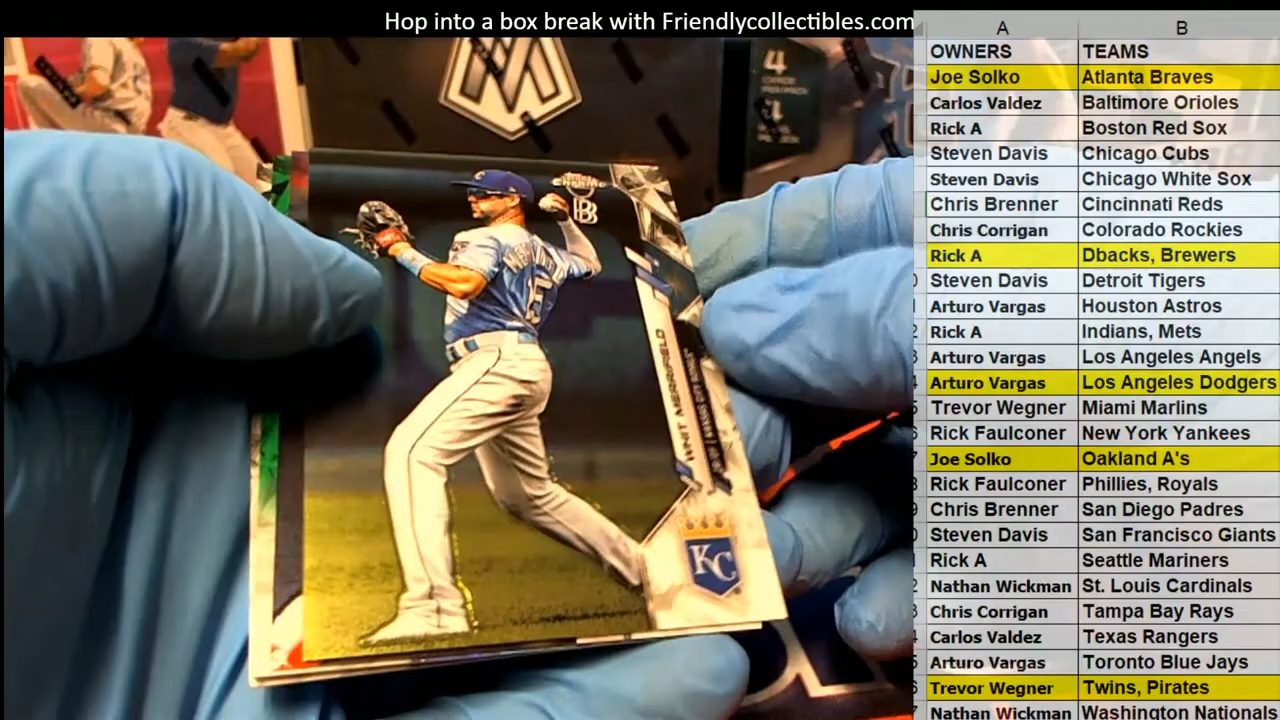 Hop into a box break with Friendlycollectibles.com
A B
OWNERS TEAMS
Joe Solko Atlanta Braves
Carlos Valdez Baltimore Orioles
Rick A Boston Red Sox
Steven Davis Chicago Cubs
Steven Davis Chicago White Sox
Chris Brenner Cincinnati Reds
Chris Corrigan Colorado Rockies
Rick A Dbacks, Brewers
Steven Davis Detroit Tigers
Arturo Vargas Houston Astros
Rick A Indians, Mets
Arturo Vargas Los Angeles Angels
Arturo Vargas Los Angeles Dodgers
Trevor Wegner Miami Marlins
Rick Faulconer New York Yankees
Joe Solko Oakland A's
Rick Faulconer Phillies, Royals
Chris Brenner San Diego Padres
Steven Davis San Francisco Giants
Rick A Seattle Mariners
Nathan Wickman St. Louis Cardinals
Chris Corrigan Tampa Bay Rays
Carlos Valdez Texas Rangers
Arturo Vargas Toronto Blue Jays
Trevor Wegner Twins, Pirates
Nathan Wickman Washington Nationals
4
15
WHIT MERRIFIELD
KC